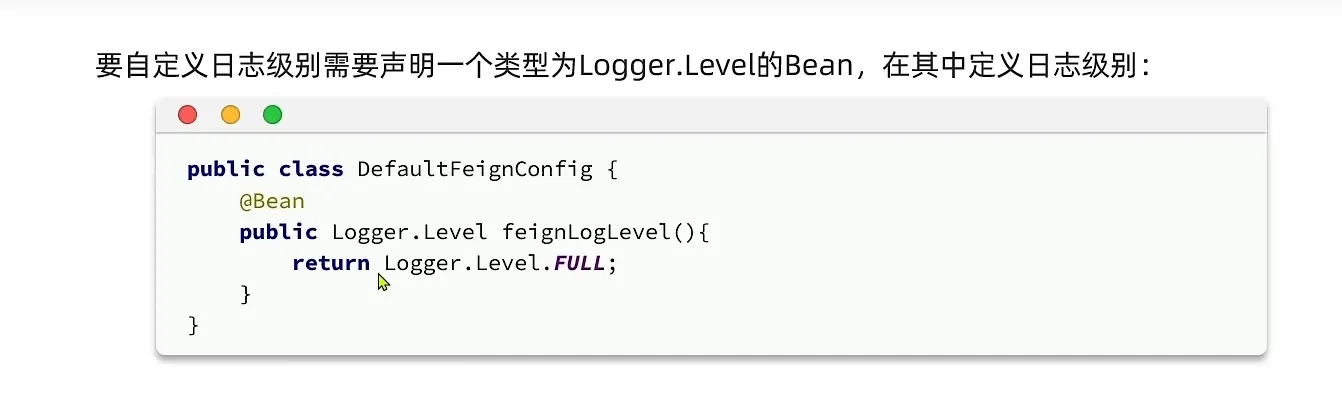 要自定义日志级别需要声明一个类型为Logger.Level的Bean，在其中定义日志级别：
public class DefaultFeignConfig {
@Bean
public Logger.Level feignLogLevel(){
return Logger.Level.FULL;
}
}